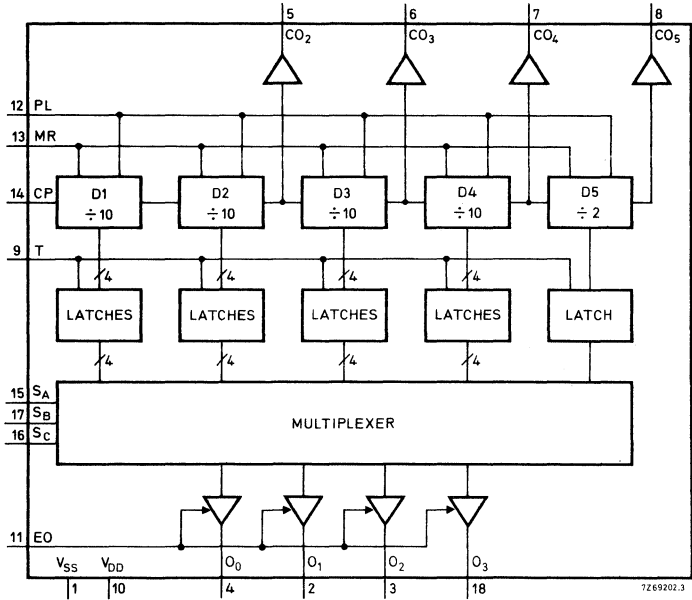 5 6 7 8
CO2 CO3 CO4 CO5
12 PL
13 MR
14 CP
D1 D2 D3 D4 D5
÷10 ÷10 ÷10 ÷10 ÷2
9 T
4 4 4 4
LATCHES LATCHES LATCHES LATCHES LATCH
4 4 4 4
15 SA
17 SB
16 SC
MULTIPLEXER
11 EO
VSS VDD O0 O1 O2 O3
1 10 4 2 3 18
7Z69202.3